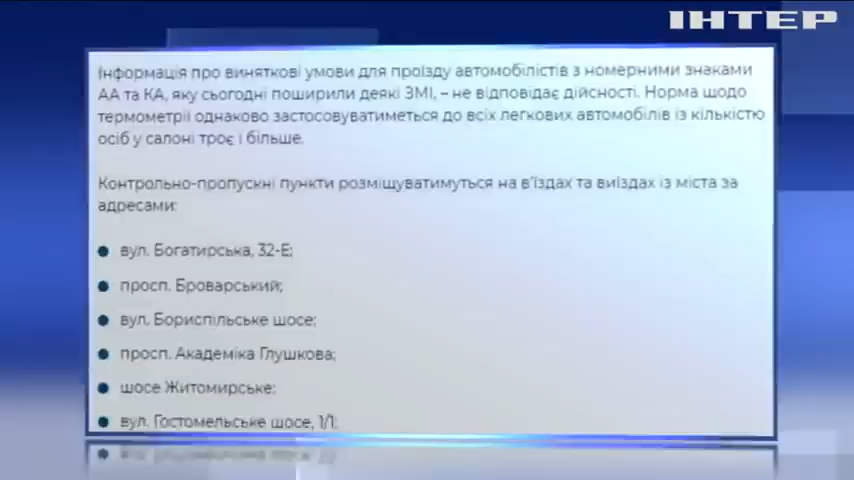 ІНТЕР
Інформація про виняткові умови для проїзду автомобілістів з номерними знаками
АА та КА, яку сьогодні поширили деякі ЗМІ, – не відповідає дійсності. Норма щодо
термометрії однаково застосовуватиметься до всіх легкових автомобілів із кількістю
осіб у салоні троє і більше.
Контрольно-пропускні пункти розміщуватимуться на в'їздах та виїздах із міста за
адресами:
вул. Богатирська, 32-Е;
просп. Броварський;
вул. Бориспільське шосе;
просп. Академіка Глушкова;
шосе Житомирське;
вул. Гостомельське шосе, 1/1;